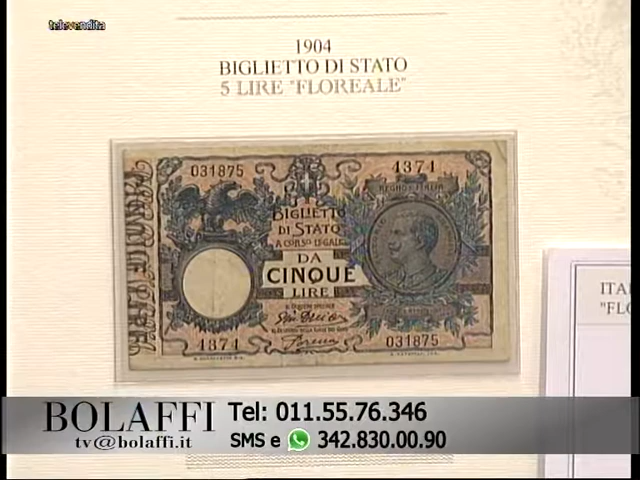 televendita
1904
BIGLIETTO DI STATO
5 LIRE "FLOREALE"
031875
4371
REGNO D'ITALIA
BIGLIETTO
DI STATO
A CORSO LEGALE
DA
CINQUE
LIRE
4371
031875
ITA
"FLO
BOLAFFI
tv@bolaffi.it
Tel: 011.55.76.346
SMS e 342.830.00.90